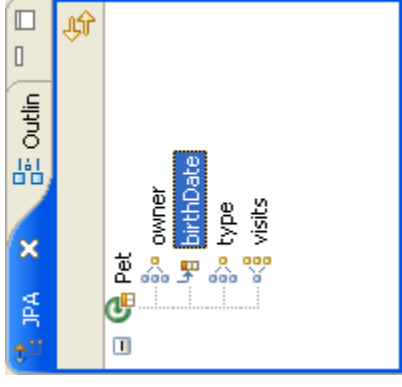 JPA Outlin
Pet
owner
birthDate
type
visits